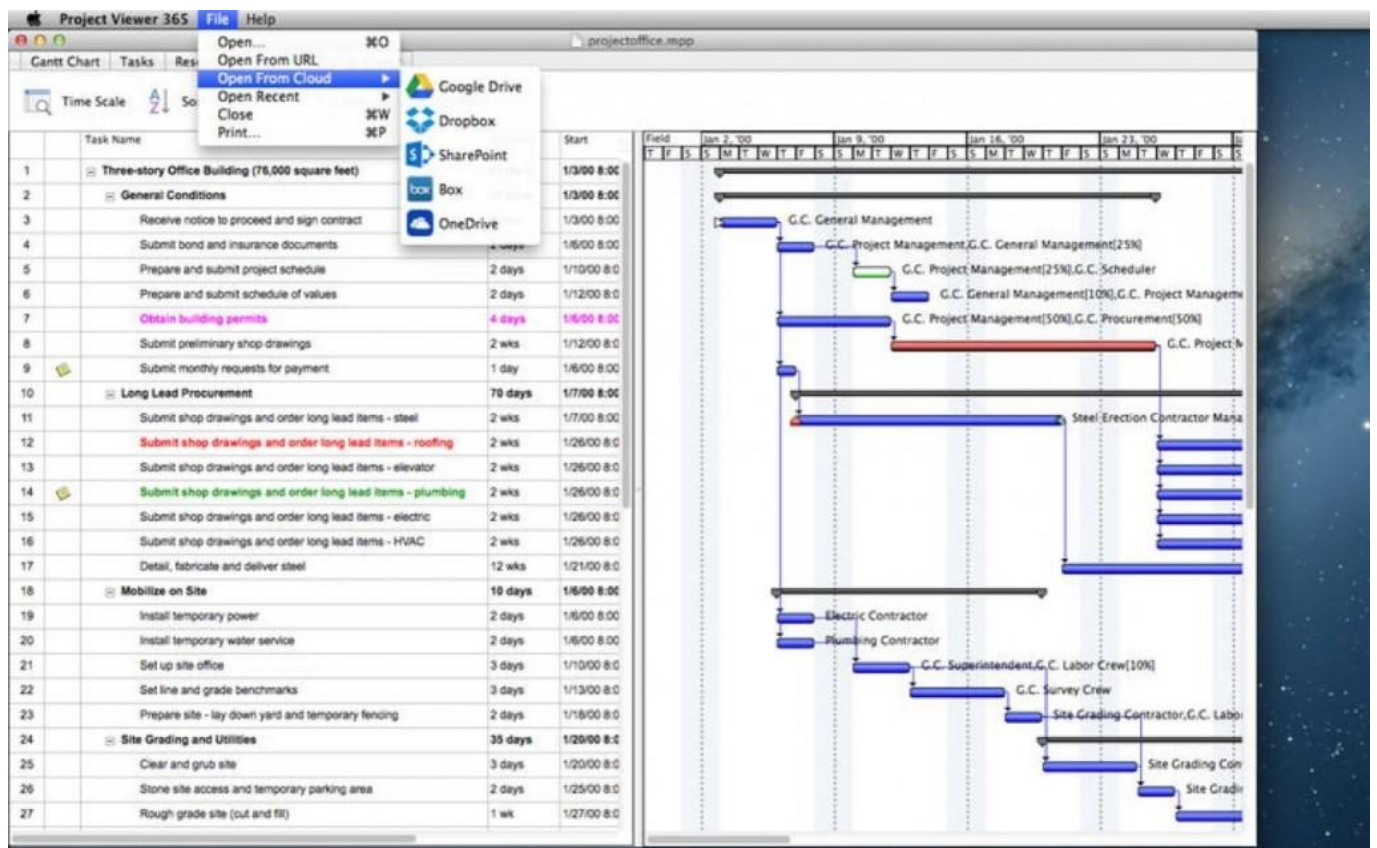 Project Viewer 365 File Help
projectoffice.mpp
Open... ⌘O
Open From URL
Open From Cloud
Open Recent
Close ⌘W
Print... ⌘P
Google Drive
Dropbox
SharePoint
box Box
OneDrive
Gantt Chart Tasks
Time Scale
Task Name Start
1 Three-story Office Building (76,000 square feet) 1/3/00 8:00
2 General Conditions 1/3/00 8:00
3 Receive notice to proceed and sign contract 1/3/00 8:00
4 Submit bond and insurance documents 2 days 1/6/00 8:00
5 Prepare and submit project schedule 2 days 1/10/00 8:0
6 Prepare and submit schedule of values 2 days 1/12/00 8:0
7 Obtain building permits 4 days 1/6/00 8:00
8 Submit preliminary shop drawings 2 wks 1/12/00 8:0
9 Submit monthly requests for payment 1 day 1/6/00 8:00
10 Long Lead Procurement 70 days 1/7/00 8:00
11 Submit shop drawings and order long lead items - steel 2 wks 1/7/00 8:00
12 Submit shop drawings and order long lead items - roofing 2 wks 1/26/00 8:0
13 Submit shop drawings and order long lead items - elevator 2 wks 1/26/00 8:0
14 Submit shop drawings and order long lead items - plumbing 2 wks 1/26/00 8:0
15 Submit shop drawings and order long lead items - electric 2 wks 1/26/00 8:0
16 Submit shop drawings and order long lead items - HVAC 2 wks 1/26/00 8:0
17 Detail, fabricate and deliver steel 12 wks 1/21/00 8:0
18 Mobilize on Site 10 days 1/6/00 8:00
19 Install temporary power 2 days 1/6/00 8:00
20 Install temporary water service 2 days 1/6/00 8:00
21 Set up site office 3 days 1/10/00 8:0
22 Set line and grade benchmarks 3 days 1/13/00 8:0
23 Prepare site - lay down yard and temporary fencing 2 days 1/18/00 8:0
24 Site Grading and Utilities 35 days 1/20/00 8:0
25 Clear and grub site 3 days 1/20/00 8:0
26 Stone site access and temporary parking area 2 days 1/25/00 8:0
27 Rough grade site (cut and fill) 1 wk 1/27/00 8:0
Field Jan 2, '00 Jan 9, '00 Jan 16, '00 Jan 23, '00
T F S S M T W T F S S M T W T F S S M T W T F S S M T W T F S S
G.C. General Management
G.C. Project Management,G.C. General Management[25%]
G.C. Project Management[25%],G.C. Scheduler
G.C. General Management[10%],G.C. Project Manageme
G.C. Project Management[50%],G.C. Procurement[50%]
G.C. Project M
Steel Erection Contractor Mana
Electric Contractor
Plumbing Contractor
G.C. Superintendent,G.C. Labor Crew[10%]
G.C. Survey Crew
Site Grading Contractor,G.C. Labo
Site Grading Con
Site Gradin